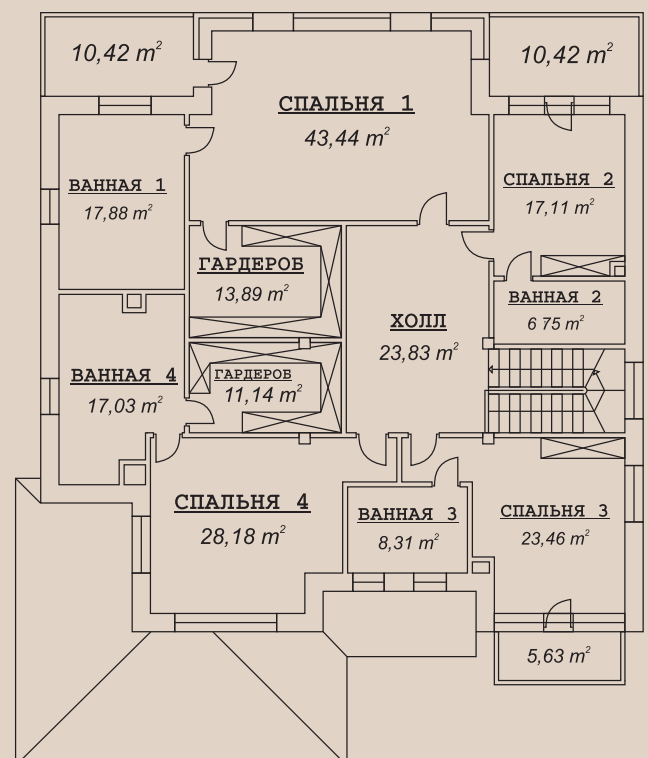 10,42 m²
10,42 m²
СПАЛЬНЯ 1
43,44 m²
ВАННАЯ 1
17,88 m²
СПАЛЬНЯ 2
17,11 m²
ГАРДЕРОБ
13,89 m²
ВАННАЯ 2
6 75 m²
ХОЛЛ
23,83 m²
ВАННАЯ 4
17,03 m²
ГАРДЕРОБ
11,14 m²
СПАЛЬНЯ 4
28,18 m²
ВАННАЯ 3
8,31 m²
СПАЛЬНЯ 3
23,46 m²
5,63 m²